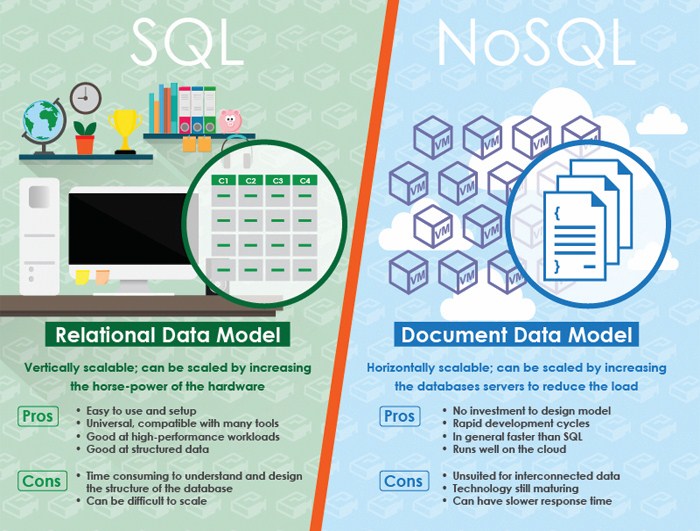 SQL
C1 C2 C3 C4
Relational Data Model
Vertically scalable; can be scaled by increasing
the horse-power of the hardware
Pros
• Easy to use and setup
• Universal, compatible with many tools
• Good at high-performance workloads
• Good at structured data
Cons
• Time consuming to understand and design
the structure of the database
• Can be difficult to scale
NoSQL
VM VM VM VM
VM VM VM
VM VM VM
VM VM VM
{
}
Document Data Model
Horizontally scalable; can be scaled by increasing
the databases servers to reduce the load
Pros
• No investment to design model
• Rapid development cycles
• In general faster than SQL
• Runs well on the cloud
Cons
• Unsuited for interconnected data
• Technology still maturing
• Can have slower response time